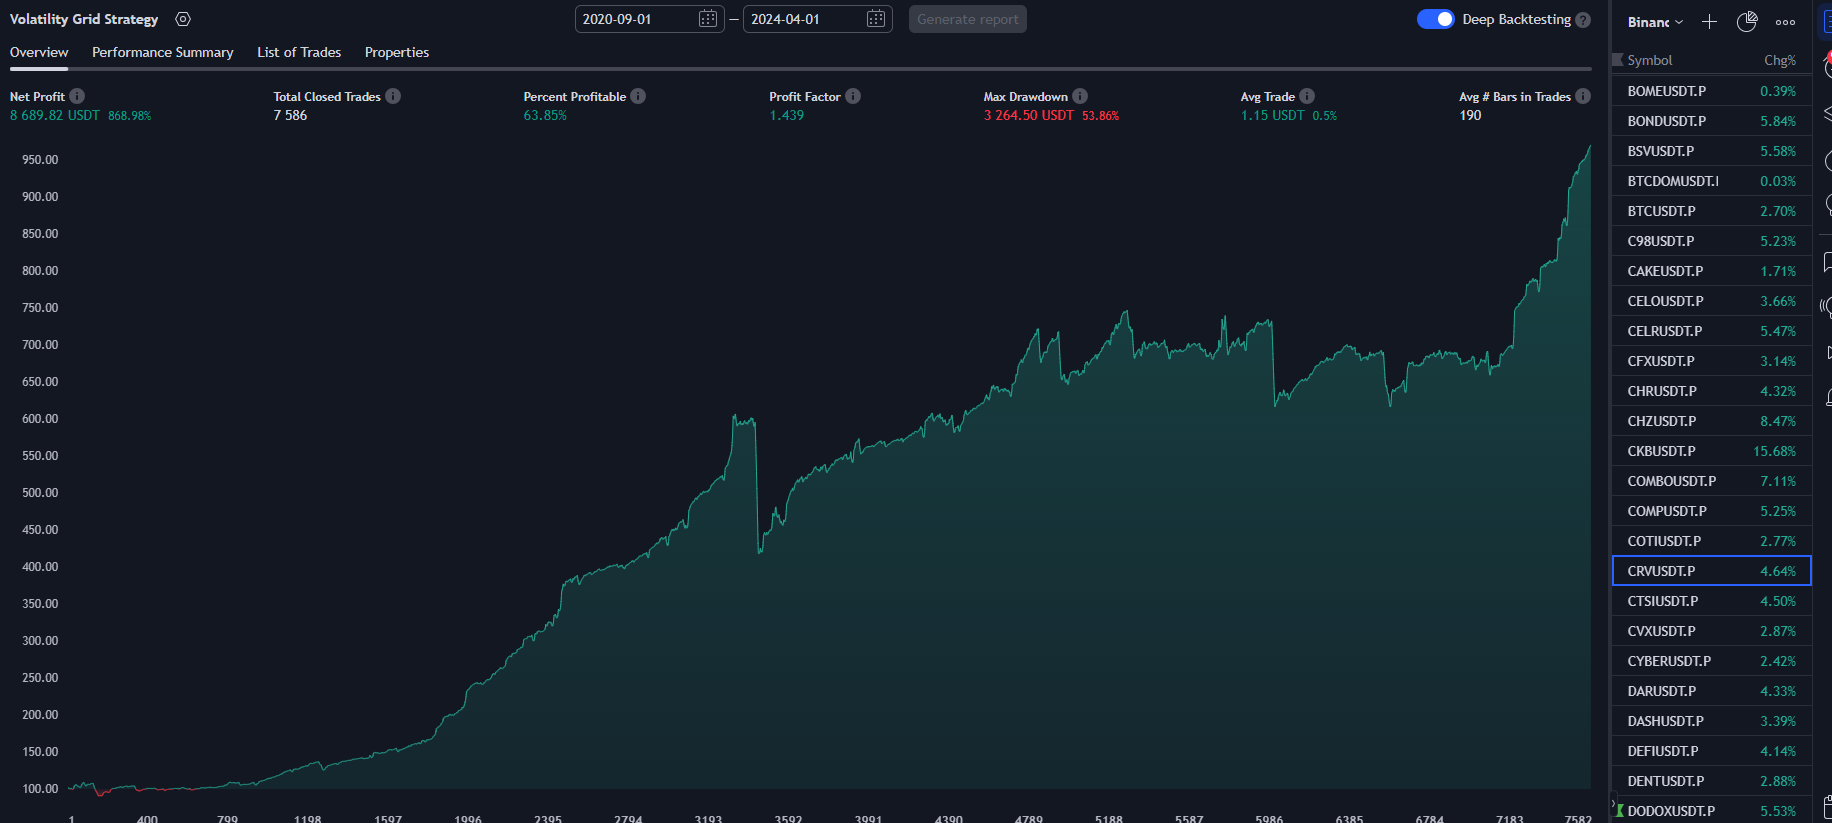 Volatility Grid Strategy
2020-09-01 — 2024-04-01
Generate report
Deep Backtesting ?
Overview Performance Summary List of Trades Properties
Net Profit
8 689.82 USDT 868.98%
Total Closed Trades
7 586
Percent Profitable
63.85%
Profit Factor
1.439
Max Drawdown
3 264.50 USDT 53.86%
Avg Trade
1.15 USDT 0.5%
Avg # Bars in Trades
190
950.00
900.00
850.00
800.00
750.00
700.00
650.00
600.00
550.00
500.00
450.00
400.00
350.00
300.00
250.00
200.00
150.00
100.00
1 400 799 1198 1597 1996 2395 2794 3193 3592 3991 4390 4789 5188 5587 5986 6385 6784 7183 7582
Binanc
Symbol Chg%
BOMEUSDT.P 0.39%
BONDUSDT.P 5.84%
BSVUSDT.P 5.58%
BTCDOMUSDT.I 0.03%
BTCUSDT.P 2.70%
C98USDT.P 5.23%
CAKEUSDT.P 1.71%
CELOUSDT.P 3.66%
CELRUSDT.P 5.47%
CFXUSDT.P 3.14%
CHRUSDT.P 4.32%
CHZUSDT.P 8.47%
CKBUSDT.P 15.68%
COMBOUSDT.P 7.11%
COMPUSDT.P 5.25%
COTIUSDT.P 2.77%
CRVUSDT.P 4.64%
CTSIUSDT.P 4.50%
CVXUSDT.P 2.87%
CYBERUSDT.P 2.42%
DARUSDT.P 4.33%
DASHUSDT.P 3.39%
DEFIUSDT.P 4.14%
DENTUSDT.P 2.88%
DODOXUSDT.P 5.53%